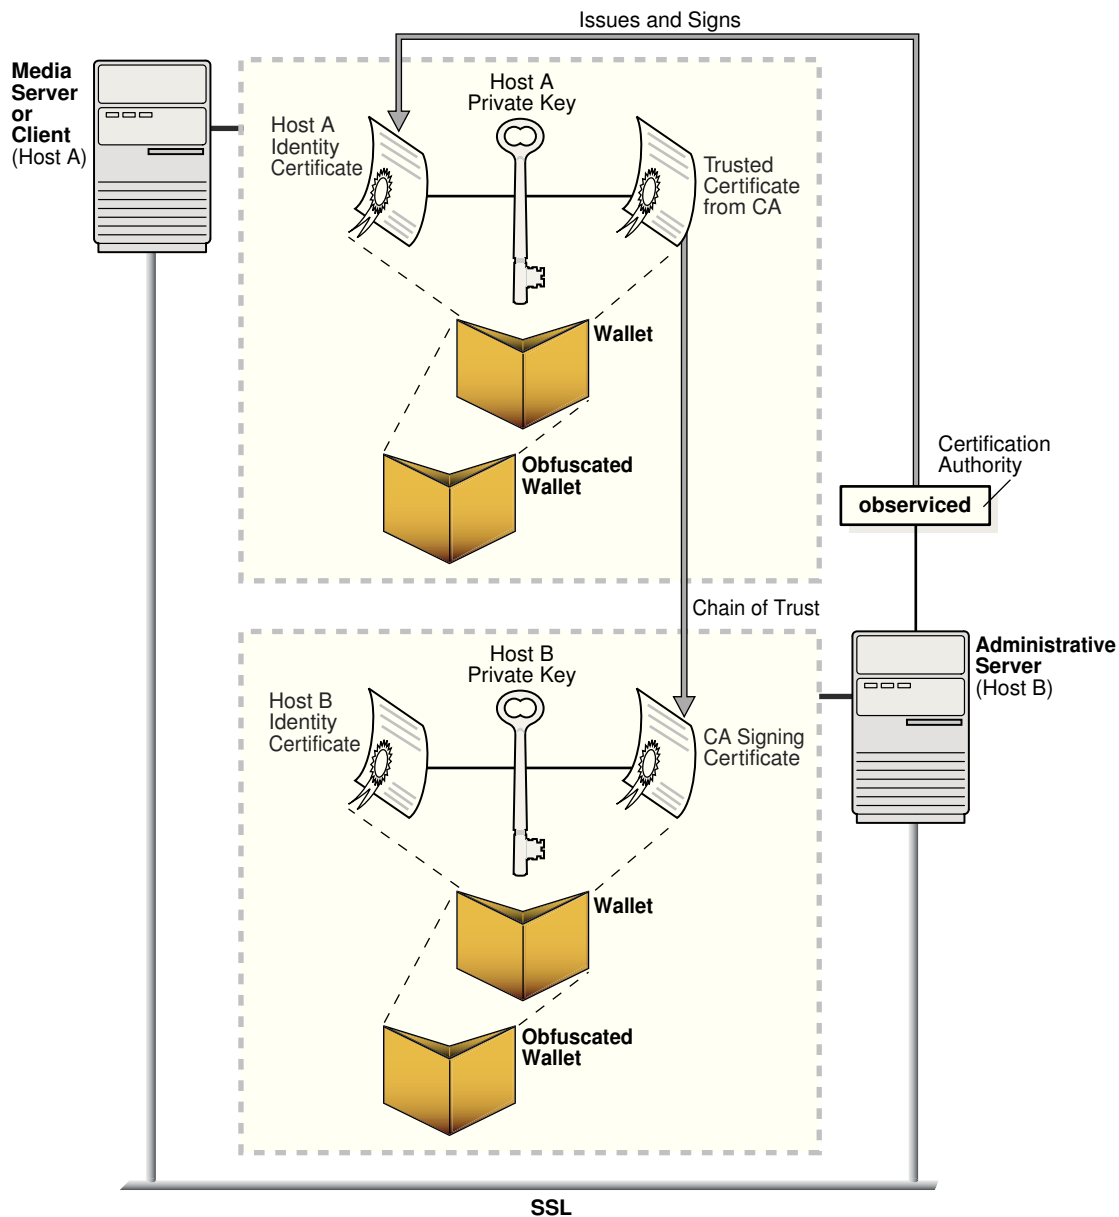 Issues and Signs
Media
Server
or
Client
(Host A)
Host A
Private Key
Host A
Identity
Certificate
Trusted
Certificate
from CA
Wallet
Obfuscated
Wallet
Certification
Authority
observiced
Chain of Trust
Administrative
Server
(Host B)
Host B
Private Key
Host B
Identity
Certificate
CA Signing
Certificate
Wallet
Obfuscated
Wallet
SSL